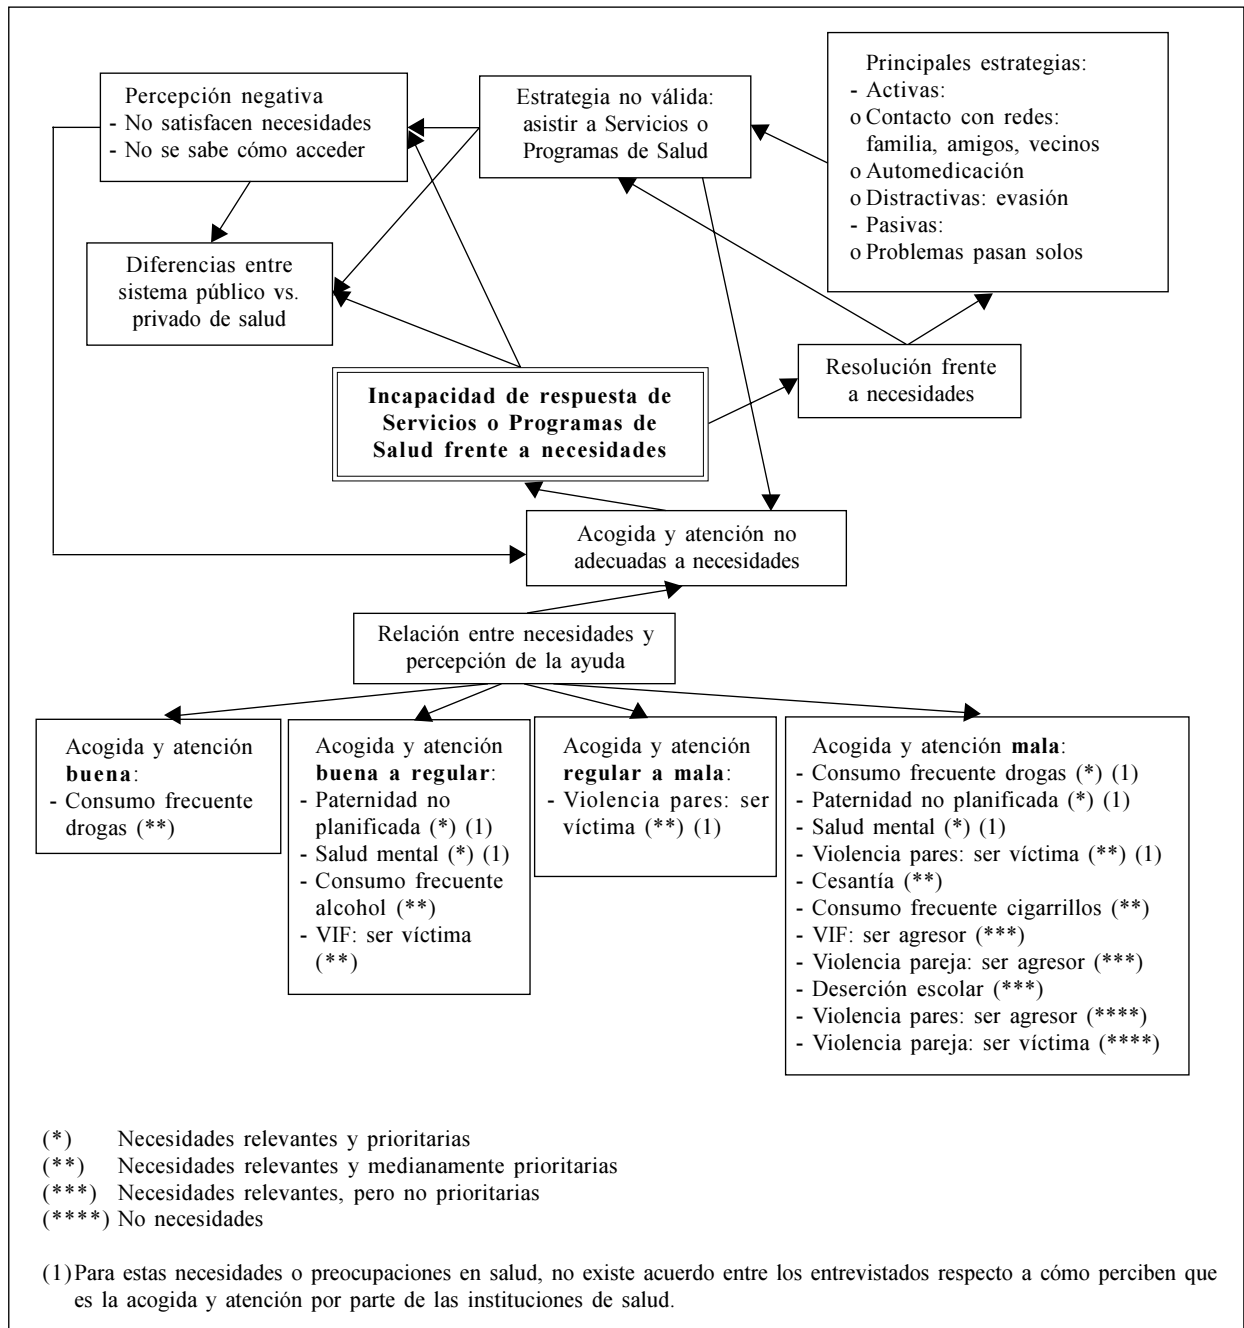 Percepción negativa
- No satisfacen necesidades
- No se sabe cómo acceder
Estrategia no válida:
asistir a Servicios o
Programas de Salud
Principales estrategias:
- Activas:
o Contacto con redes:
familia, amigos, vecinos
o Automedicación
o Distractivas: evasión
- Pasivas:
o Problemas pasan solos
Diferencias entre
sistema público vs.
privado de salud
Resolución frente
a necesidades
Incapacidad de respuesta de
Servicios o Programas de
Salud frente a necesidades
Acogida y atención no
adecuadas a necesidades
Relación entre necesidades y
percepción de la ayuda
Acogida y atención
buena:
- Consumo frecuente
drogas (**)
Acogida y atención
buena a regular:
- Paternidad no
planificada (*) (1)
- Salud mental (*) (1)
- Consumo frecuente
alcohol (**)
- VIF: ser víctima
(**)
Acogida y atención
regular a mala:
- Violencia pares: ser
víctima (**) (1)
Acogida y atención mala:
- Consumo frecuente drogas (*) (1)
- Paternidad no planificada (*) (1)
- Salud mental (*) (1)
- Violencia pares: ser víctima (**) (1)
- Cesantía (**)
- Consumo frecuente cigarrillos (**)
- VIF: ser agresor (***)
- Violencia pareja: ser agresor (***)
- Deserción escolar (***)
- Violencia pares: ser agresor (****)
- Violencia pareja: ser víctima (****)
(*) Necesidades relevantes y prioritarias
(**) Necesidades relevantes y medianamente prioritarias
(***) Necesidades relevantes, pero no prioritarias
(****) No necesidades
(1) Para estas necesidades o preocupaciones en salud, no existe acuerdo entre los entrevistados respecto a cómo perciben que
es la acogida y atención por parte de las instituciones de salud.